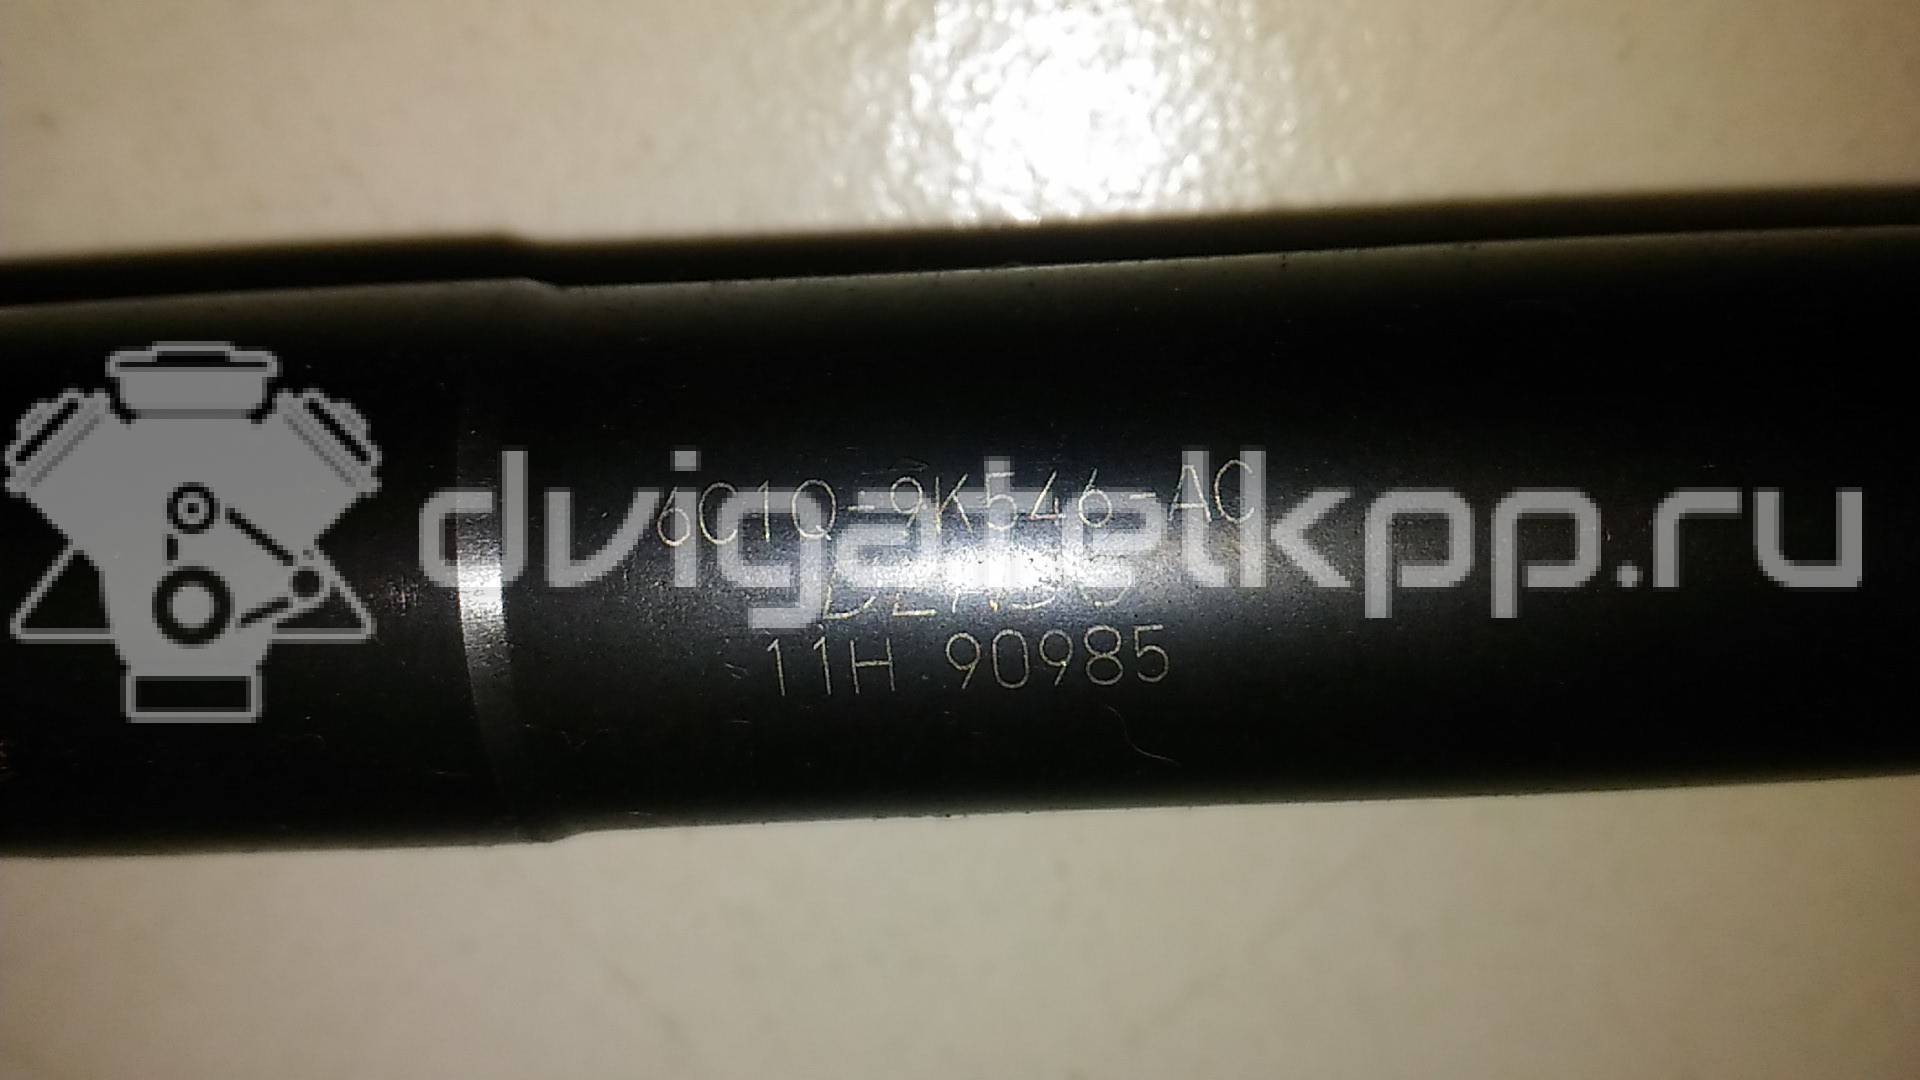 6C1Q-9K546-AC
DENSO
11H 90985
dvigatelkpp.ru